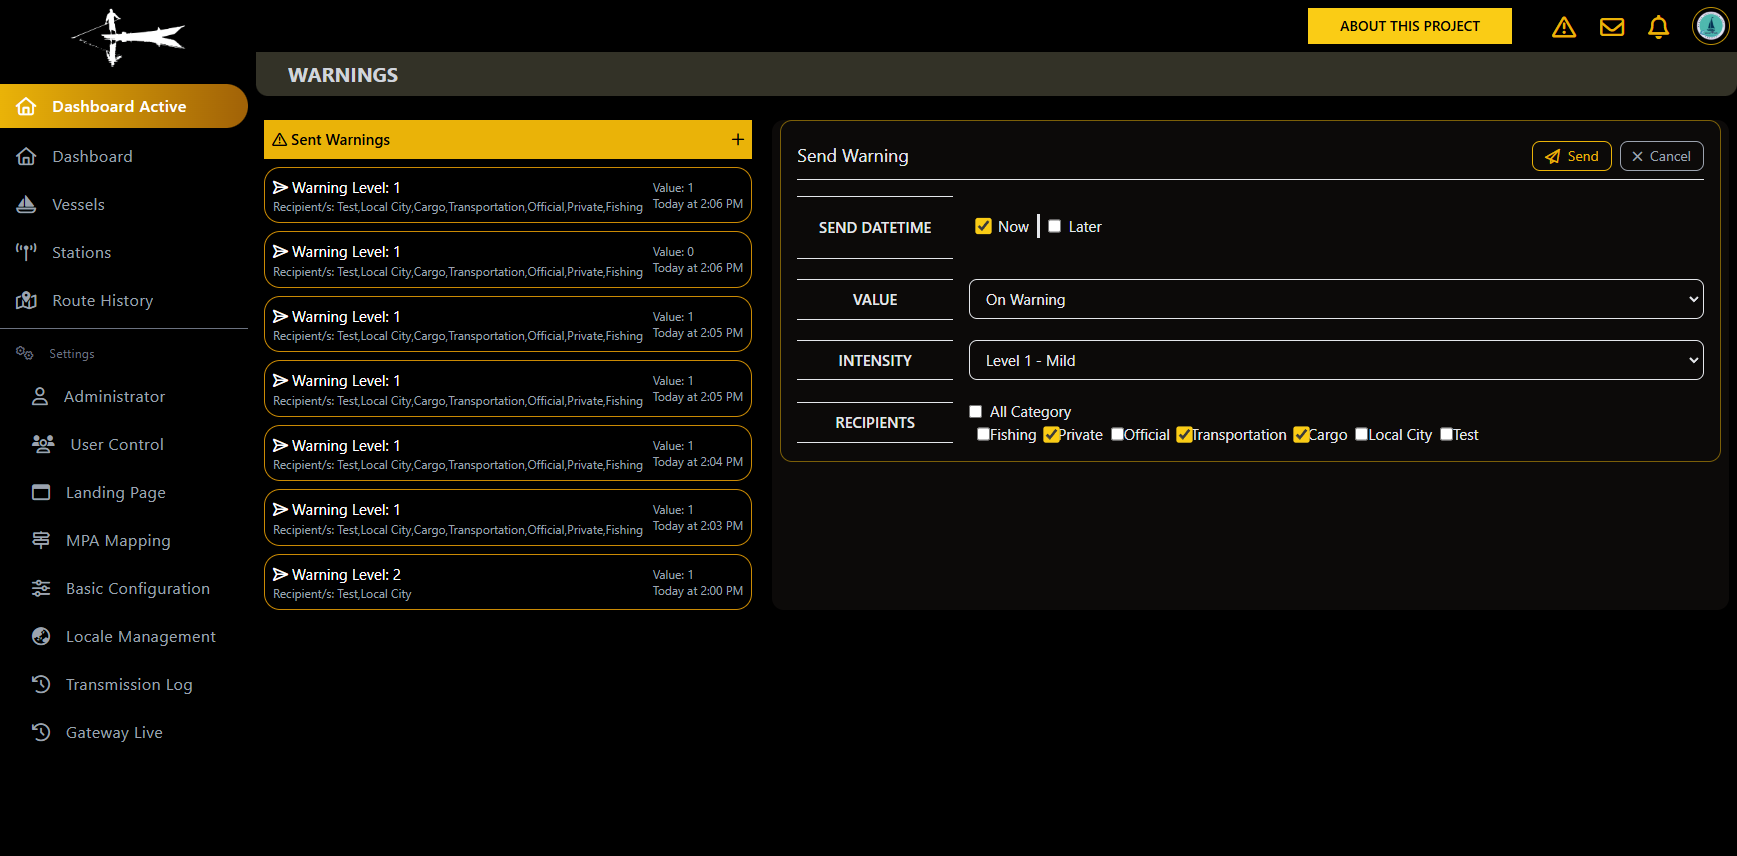 ABOUT THIS PROJECT
WARNINGS
Dashboard Active
Dashboard
Vessels
Stations
Route History
Settings
Administrator
User Control
Landing Page
MPA Mapping
Basic Configuration
Locale Management
Transmission Log
Gateway Live
Sent Warnings
Warning Level: 1
Value: 1
Recipient/s: Test,Local City,Cargo,Transportation,Official,Private,Fishing
Today at 2:06 PM
Warning Level: 1
Value: 0
Recipient/s: Test,Local City,Cargo,Transportation,Official,Private,Fishing
Today at 2:06 PM
Warning Level: 1
Value: 1
Recipient/s: Test,Local City,Cargo,Transportation,Official,Private,Fishing
Today at 2:05 PM
Warning Level: 1
Value: 1
Recipient/s: Test,Local City,Cargo,Transportation,Official,Private,Fishing
Today at 2:05 PM
Warning Level: 1
Value: 1
Recipient/s: Test,Local City,Cargo,Transportation,Official,Private,Fishing
Today at 2:04 PM
Warning Level: 1
Value: 1
Recipient/s: Test,Local City,Cargo,Transportation,Official,Private,Fishing
Today at 2:03 PM
Warning Level: 2
Value: 1
Recipient/s: Test,Local City
Today at 2:00 PM
Send Warning
Send
Cancel
SEND DATETIME
Now
Later
VALUE
On Warning
INTENSITY
Level 1 - Mild
RECIPIENTS
All Category
Fishing Private Official Transportation Cargo Local City Test